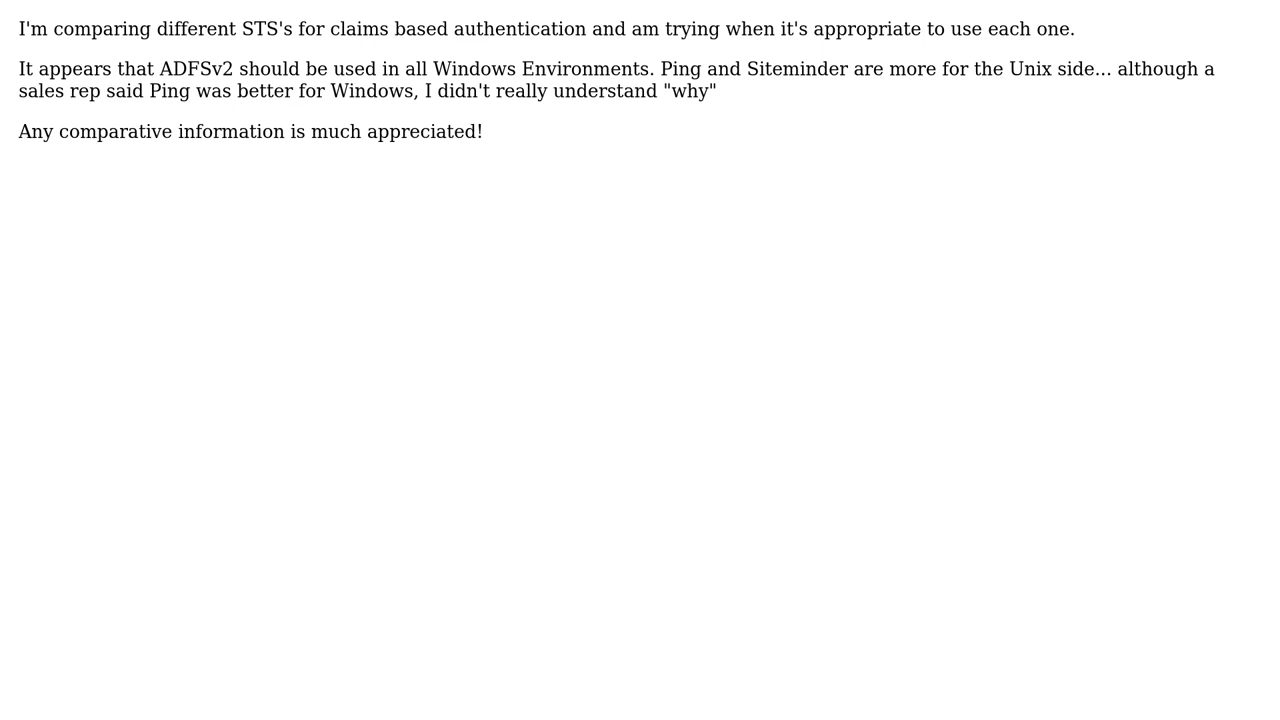 I'm comparing different STS's for claims based authentication and am trying when it's appropriate to use each one.
It appears that ADFSv2 should be used in all Windows Environments. Ping and Siteminder are more for the Unix side... although a
sales rep said Ping was better for Windows, I didn't really understand "why"
Any comparative information is much appreciated!